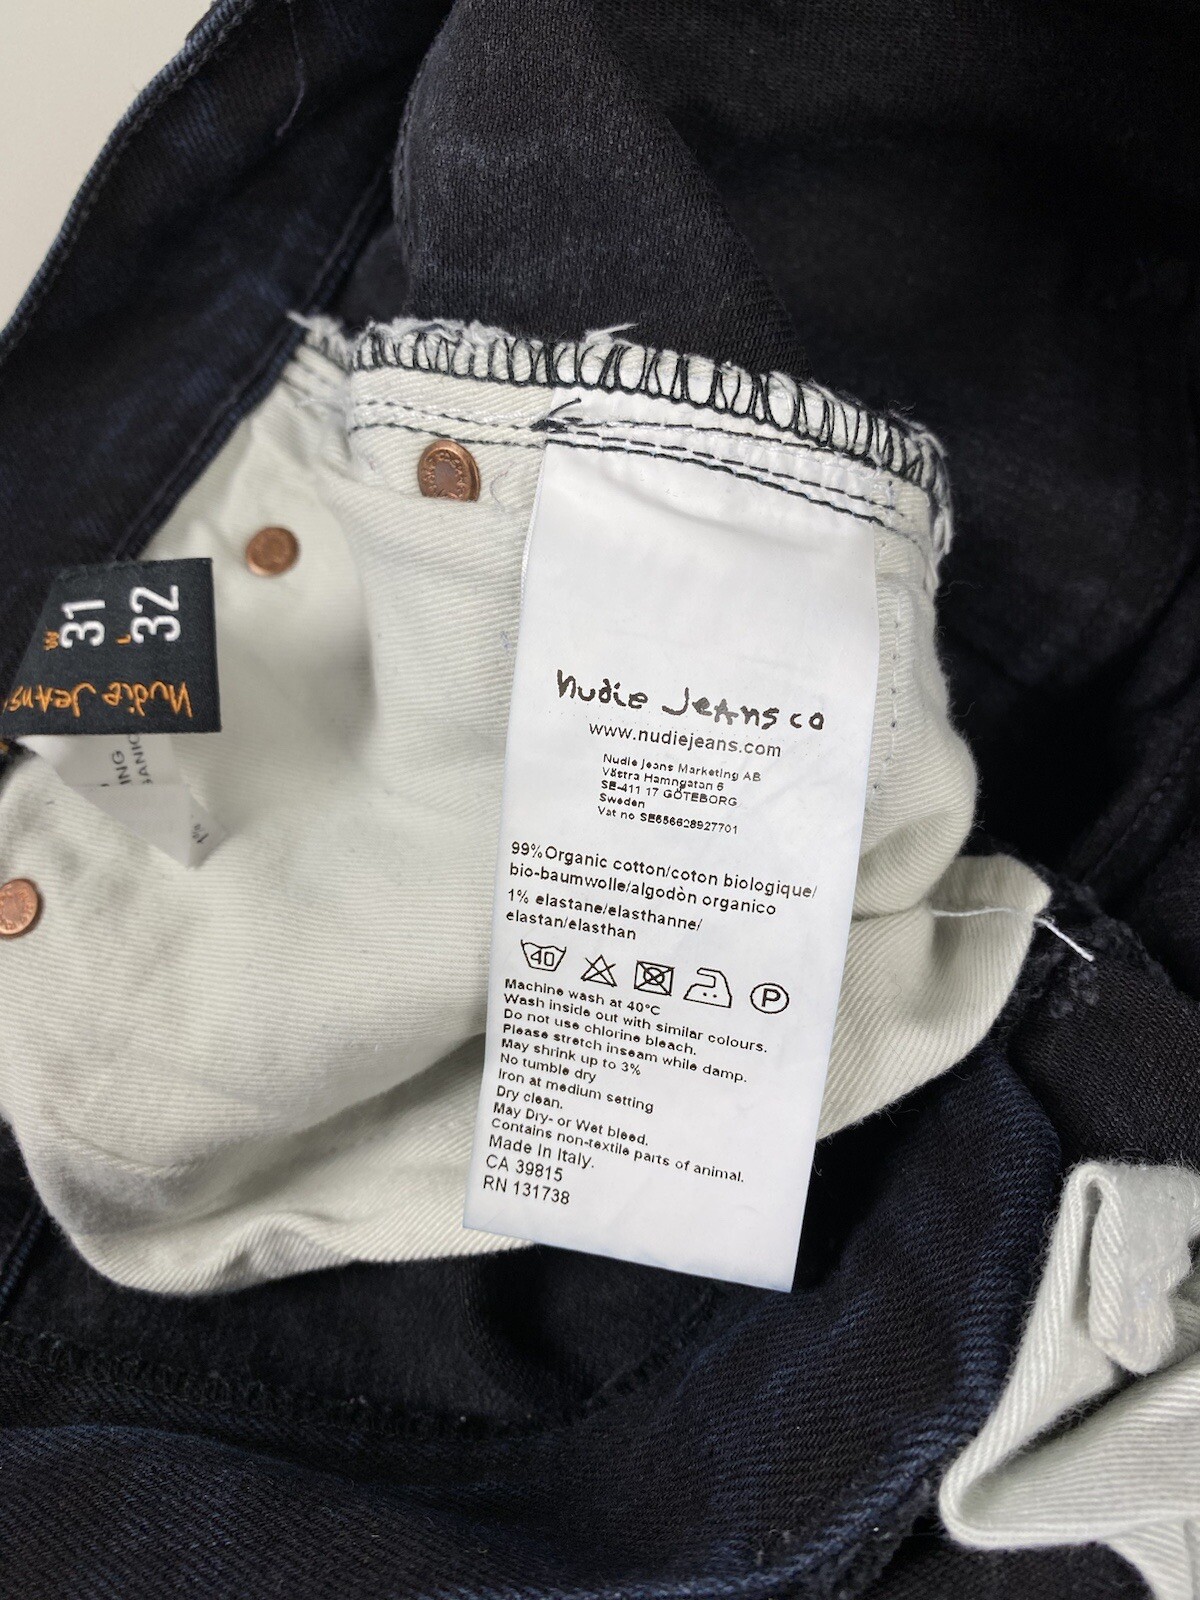 W 31
L 32
nudie Jeans
ING
ANIC
1%
nudie Jeans co
www.nudiejeans.com
Nudie Jeans Marketing AB
Västra Hamngatan 6
SE-411 17 GÖTEBORG
Sweden
Vat no SE656628927701
99%Organic cotton/coton biologique/
bio-baumwolle/algodòn organico
1% elastane/elasthanne/
elastan/elasthan
40 P
Machine wash at 40°C
Wash inside out with similar colours.
Do not use chlorine bleach.
Please stretch inseam while damp.
May shrink up to 3%
No tumble dry
Iron at medium setting
Dry clean.
May Dry- or Wet bleed.
Contains non-textile parts of animal.
Made in Italy.
CA 39815
RN 131738